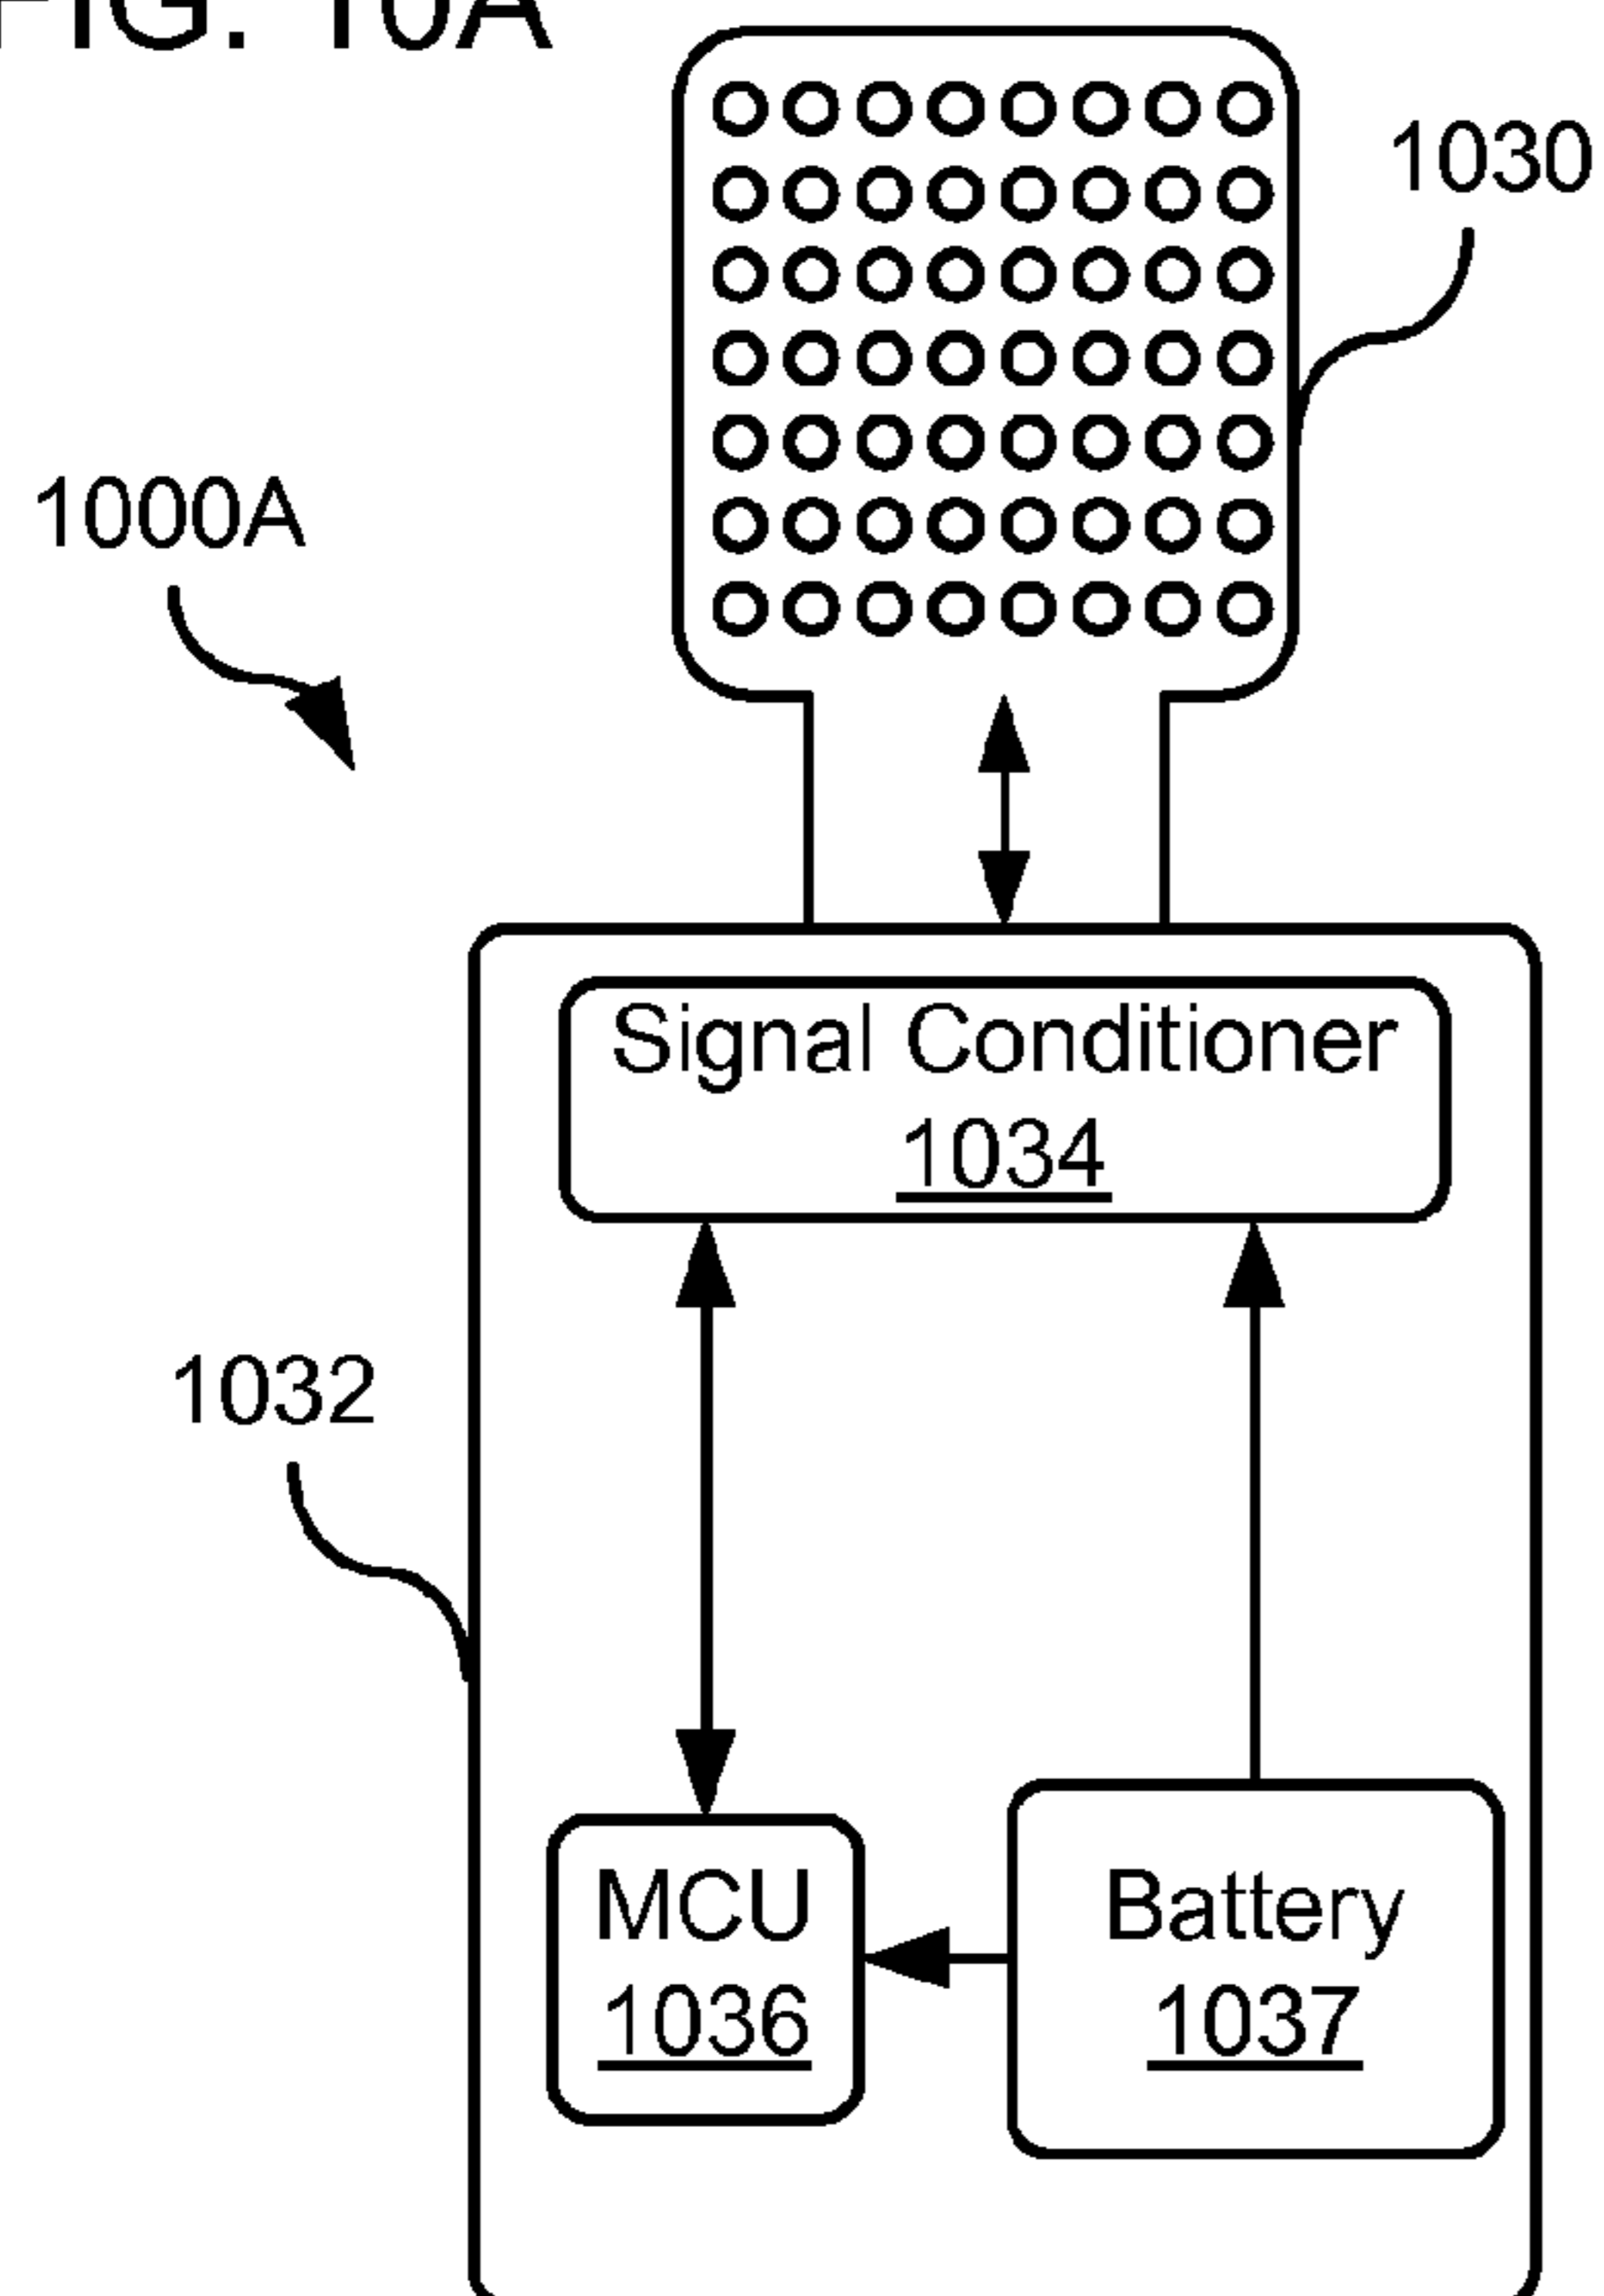 FIG. 10A
1030
1000A
Signal Conditioner
1034
1032
MCU
1036
Battery
1037